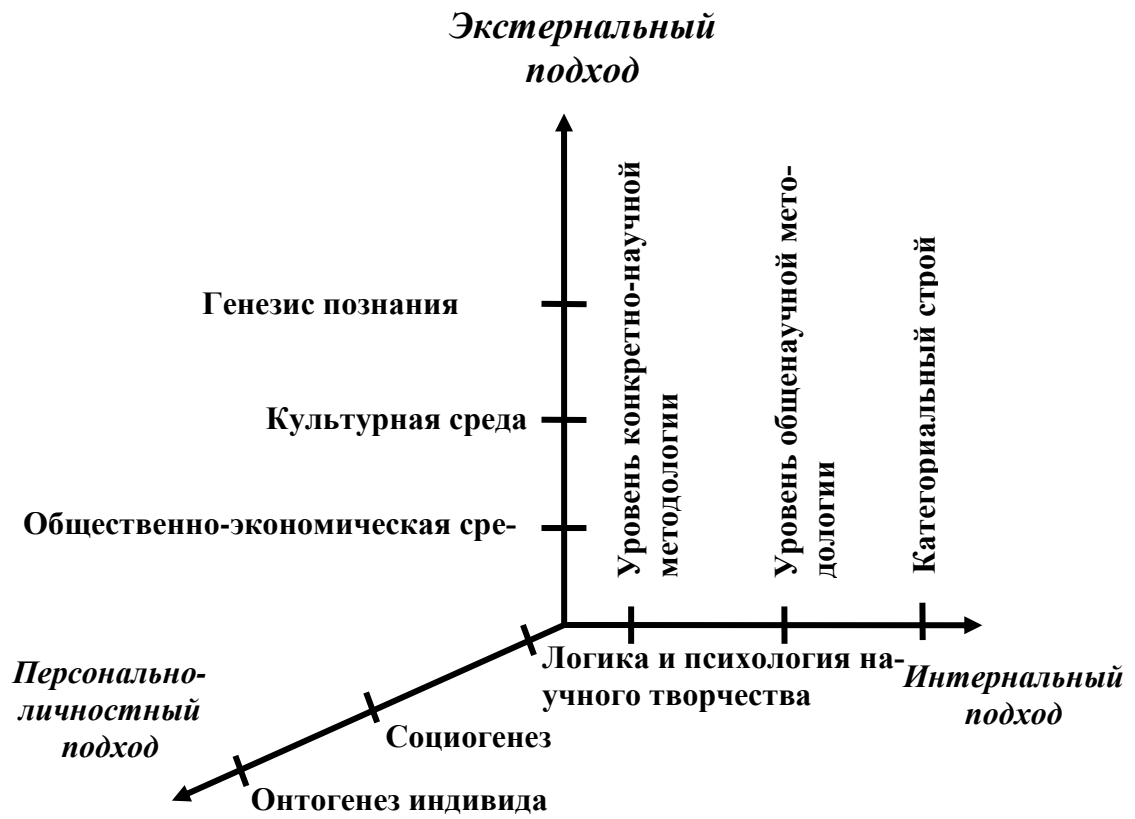 Экстернальный
подход
Генезис познания
Культурная среда
Общественно-экономическая сре-
Уровень конкретно-научной
методологии
Уровень общенаучной мето-
дологии
Категориальный строй
Персонально-
личностный
подход
Логика и психология на-
учного творчества
Интернальный
подход
Социогенез
Онтогенез индивида